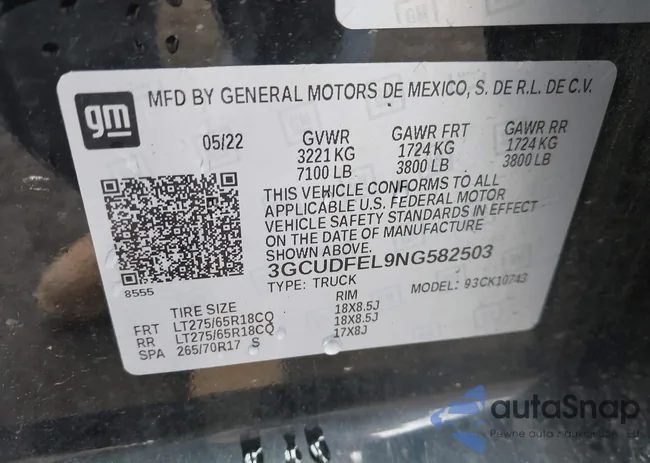 gm
MFD BY GENERAL MOTORS DE MEXICO, S. DE R.L. DE C.V.
05/22 GVWR GAWR FRT GAWR RR
3221 KG 1724 KG 1724 KG
7100 LB 3800 LB 3800 LB
THIS VEHICLE CONFORMS TO ALL
APPLICABLE U.S. FEDERAL MOTOR
VEHICLE SAFETY STANDARDS IN EFFECT
ON THE DATE OF MANUFACTURE
SHOWN ABOVE.
3GCUDFEL9NG582503
8555
TYPE: TRUCK MODEL: 93CK10743
TIRE SIZE RIM
FRT LT275/65R18CQ 18X8.5J
RR LT275/65R18CQ 18X8.5J
SPA 265/70R17 S 17X8J
autaSnap